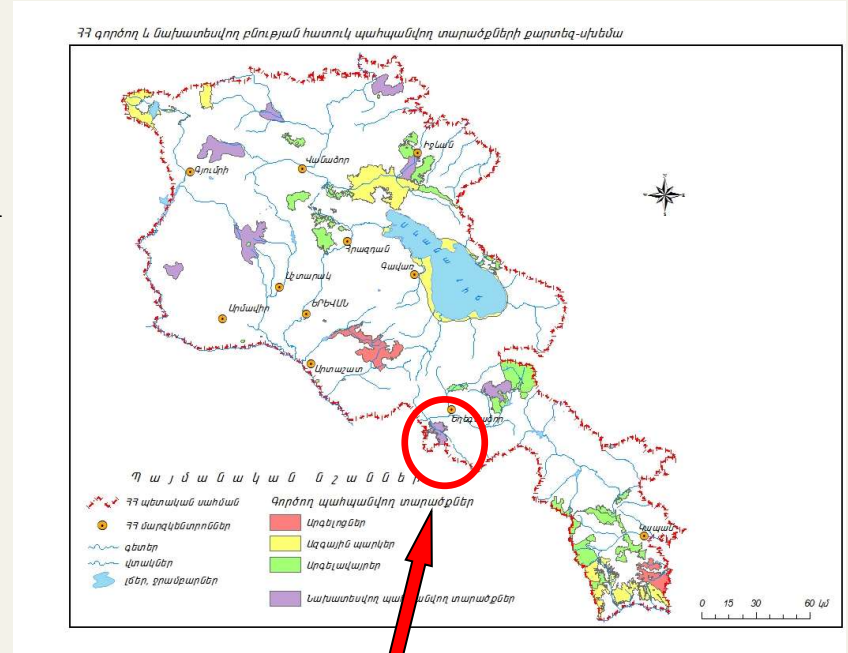 ՀՀ գործող և նախատեսվող բնության հատուկ պահպանվող տարածքների քարտեզ-սխեմա
Իջևան
Վանաձոր
Գյումրի
Հրազդան
Գավառ
Աշտարակ
Արմավիր
ԵՐԵՎԱՆ
Արտաշատ
Կապան
Պայմանական նշաններ
ՀՀ պետական սահման
ՀՀ մարզկենտրոններ
գետեր
վտակներ
լճեր, ջրամբարներ
Գործող պահպանվող տարածքներ
Արգելոցներ
Ազգային պարկեր
Արգելավայրեր
Նախատեսվող պահպանվող տարածքներ
0 15 30 60 կմ